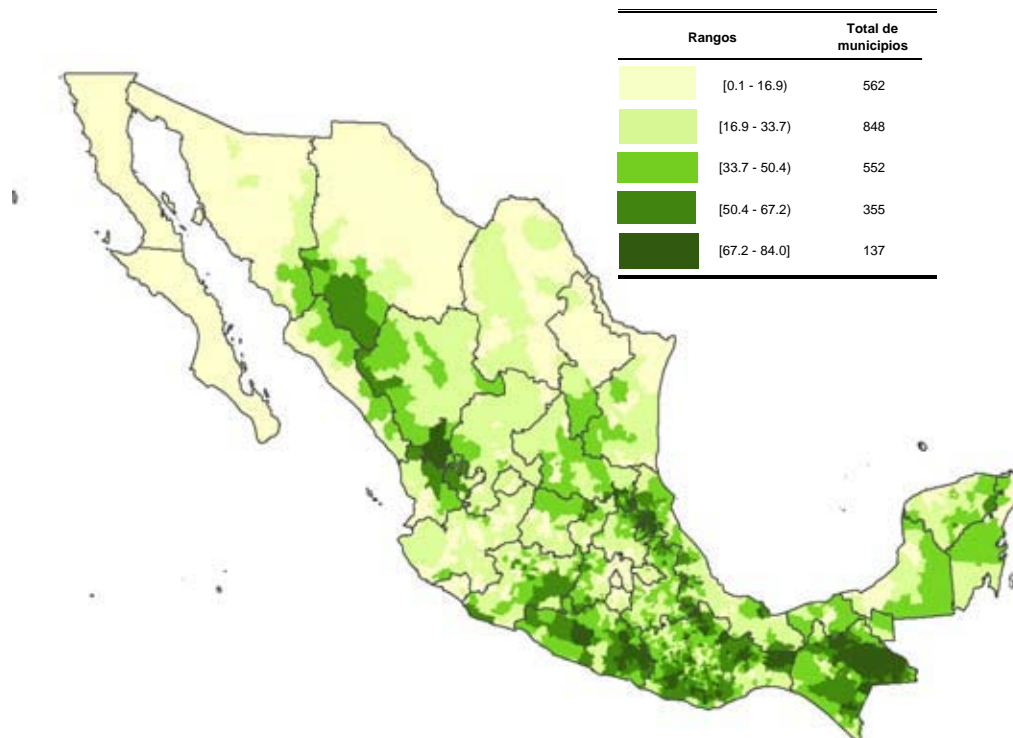 Rangos Total de
municipios
[0.1 - 16.9) 562
[16.9 - 33.7) 848
[33.7 - 50.4) 552
[50.4 - 67.2) 355
[67.2 - 84.0] 137